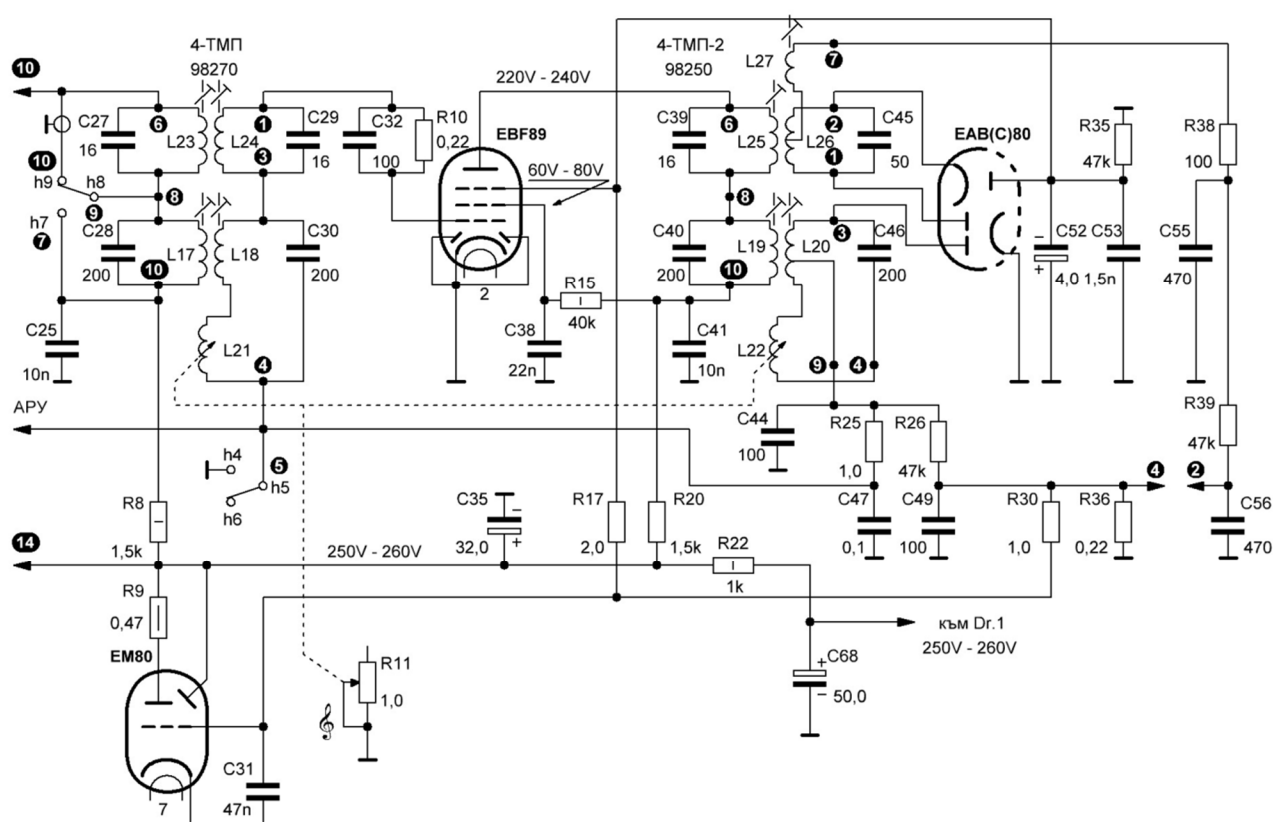 4-ТМП
98270
4-ТМП-2
98250
L27
7
10
220V - 240V
C27
16
6
L23
L24
1
C29
16
3
C32
100
R10
0,22
EBF89
60V - 80V
C39
16
6
L25
L26
2
1
C45
50
EAB(C)80
R35
47k
R38
100
10
h9
h8
9
8
h7
7
C28
200
L17
L18
10
C30
200
2
8
C40
200
L19
L20
10
3
C46
200
C52
4,0
C53
1,5n
C55
470
−
+
R15
40k
C25
10n
L21
4
C38
22n
C41
10n
L22
9
4
АРУ
h4
5
h5
h6
C44
100
R25
1,0
R26
47k
R39
47k
4
2
R8
1,5k
C35
32,0
−
+
R17
2,0
R20
1,5k
C47
0,1
C49
100
R30
1,0
R36
0,22
C56
470
14
250V - 260V
R22
1k
R9
0,47
към Dr.1
250V - 260V
EM80
R11
1,0
C68
50,0
+
−
C31
47n
7